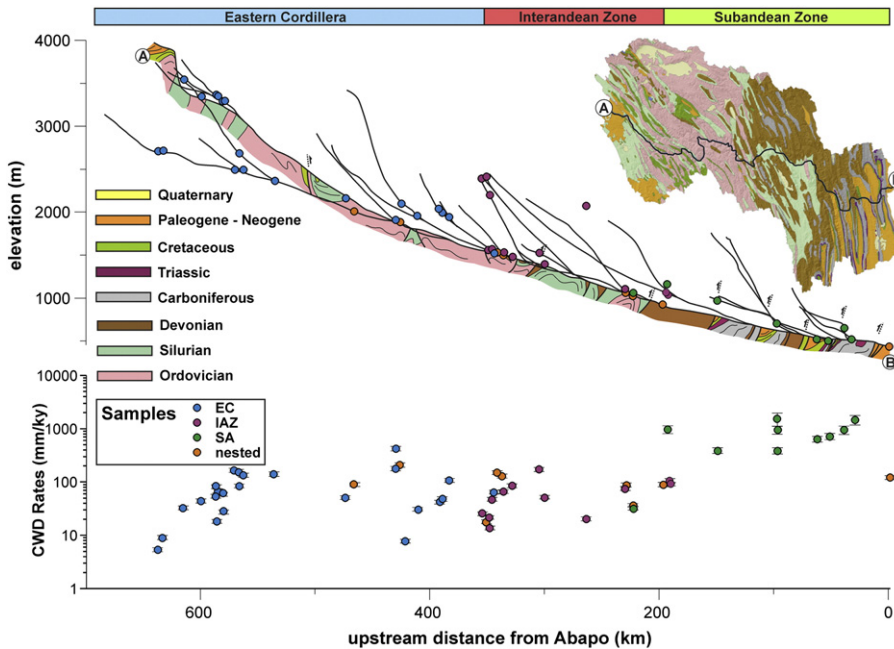 Eastern Cordillera Interandean Zone Subandean Zone
4000
3000
2000
1000
elevation (m)
A
A
B
Quaternary
Paleogene - Neogene
Cretaceous
Triassic
Carboniferous
Devonian
Silurian
Ordovician
10000
1000
100
10
1
CWD Rates (mm/ky)
Samples
EC
IAZ
SA
nested
600 400 200 0
upstream distance from Abapo (km)